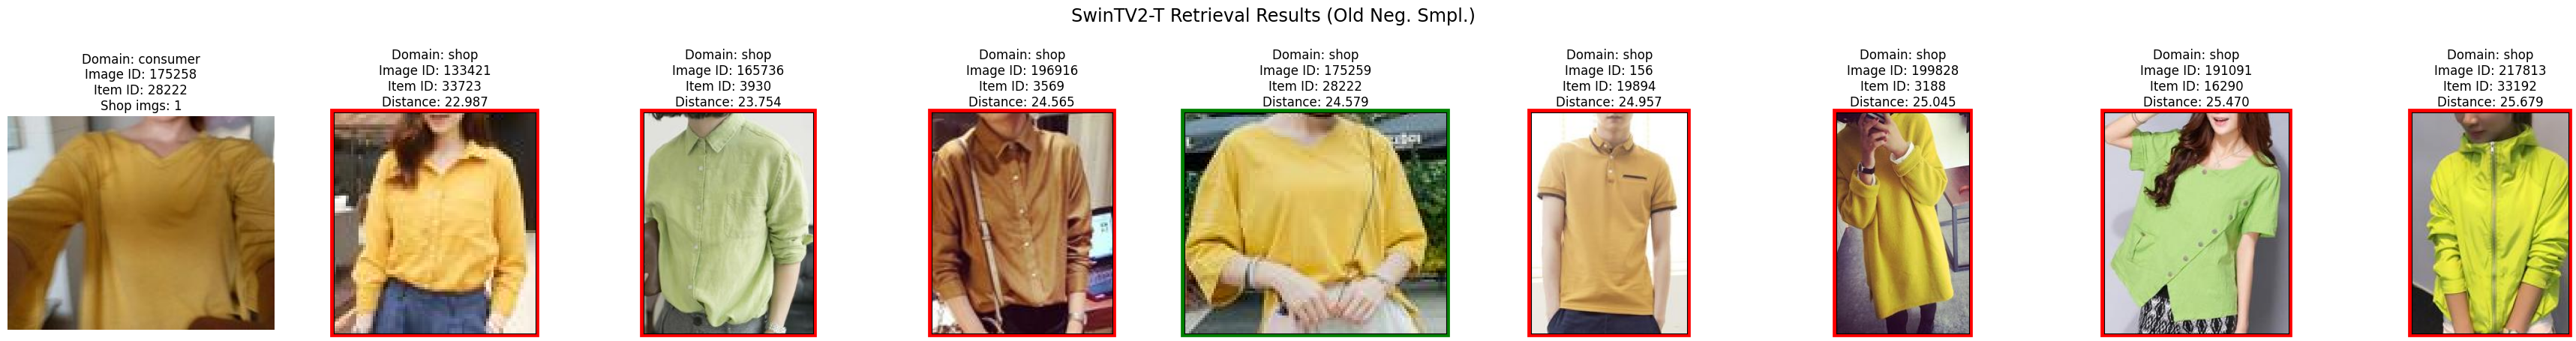 SwinTV2-T Retrieval Results (Old Neg. Smpl.)
Domain: consumer
Image ID: 175258
Item ID: 28222
Shop imgs: 1
Domain: shop
Image ID: 133421
Item ID: 33723
Distance: 22.987
Domain: shop
Image ID: 165736
Item ID: 3930
Distance: 23.754
Domain: shop
Image ID: 196916
Item ID: 3569
Distance: 24.565
Domain: shop
Image ID: 175259
Item ID: 28222
Distance: 24.579
Domain: shop
Image ID: 156
Item ID: 19894
Distance: 24.957
Domain: shop
Image ID: 199828
Item ID: 3188
Distance: 25.045
Domain: shop
Image ID: 191091
Item ID: 16290
Distance: 25.470
Domain: shop
Image ID: 217813
Item ID: 33192
Distance: 25.679